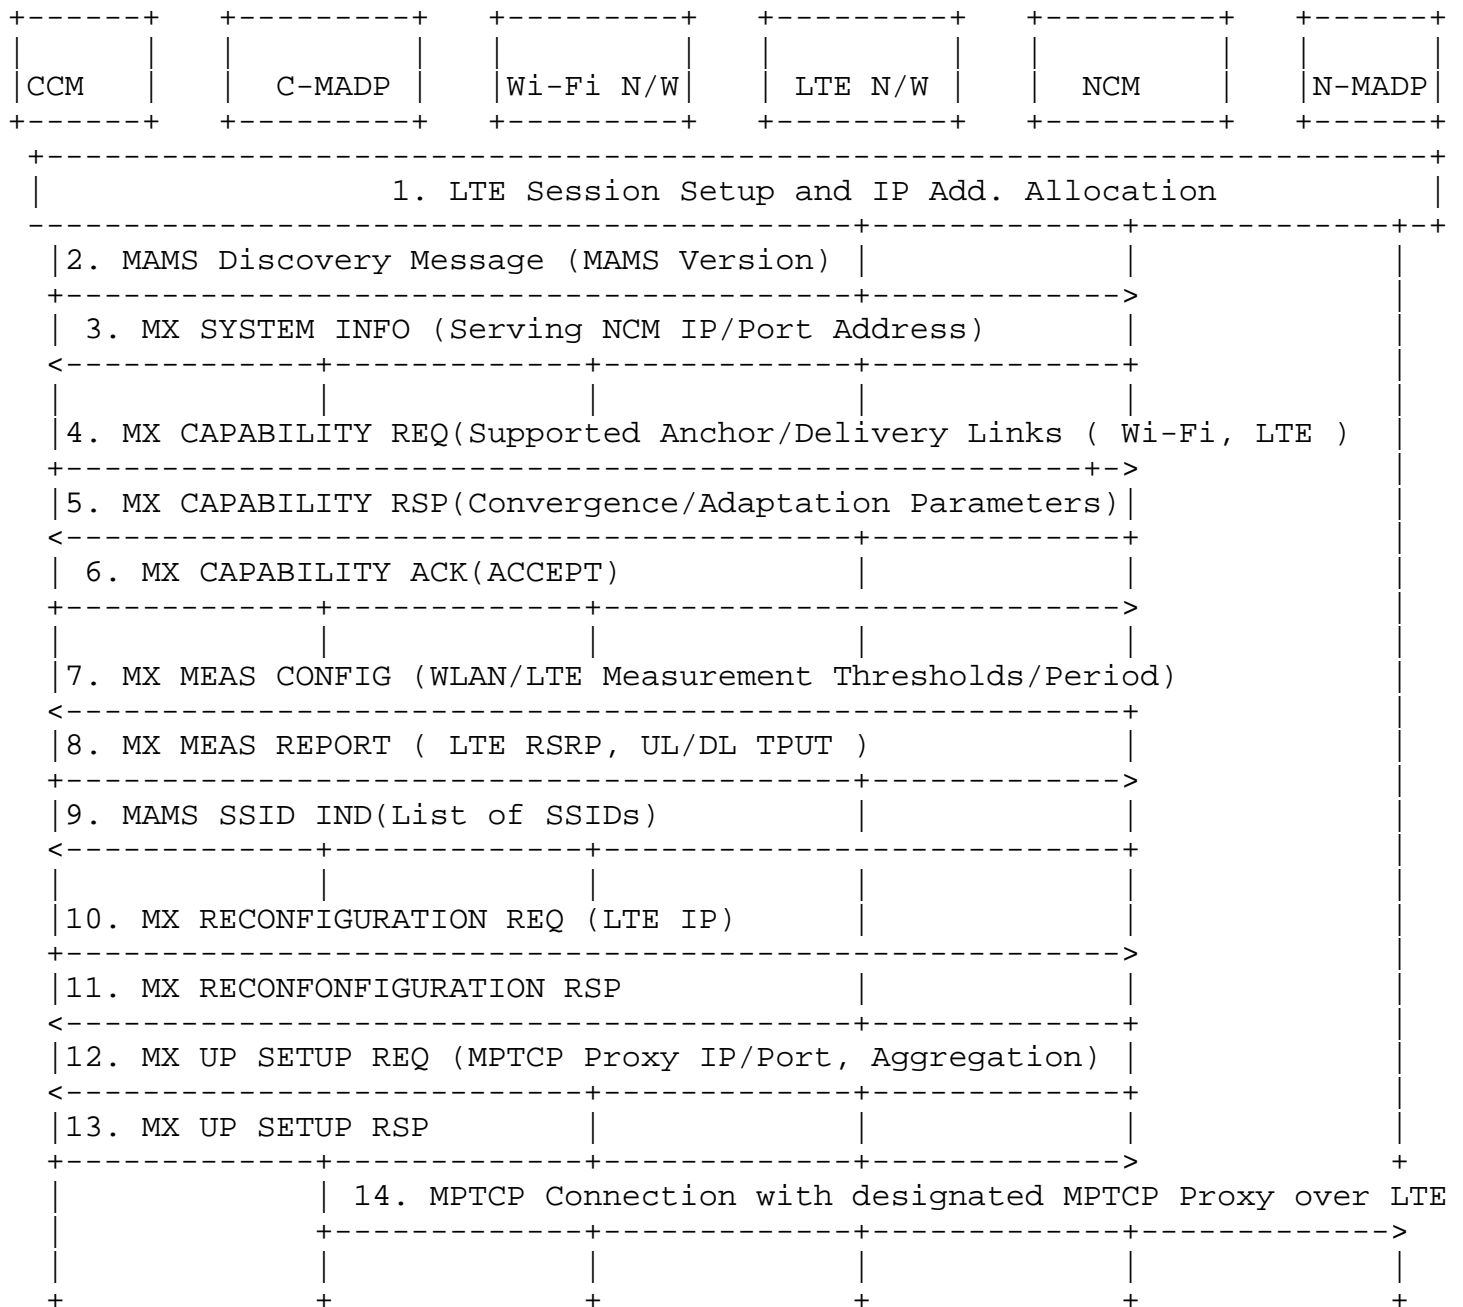 CCM C-MADP Wi-Fi N/W LTE N/W NCM N-MADP
1. LTE Session Setup and IP Add. Allocation
2. MAMS Discovery Message (MAMS Version)
3. MX SYSTEM INFO (Serving NCM IP/Port Address)
4. MX CAPABILITY REQ(Supported Anchor/Delivery Links ( Wi-Fi, LTE )
5. MX CAPABILITY RSP(Convergence/Adaptation Parameters)
6. MX CAPABILITY ACK(ACCEPT)
7. MX MEAS CONFIG (WLAN/LTE Measurement Thresholds/Period)
8. MX MEAS REPORT ( LTE RSRP, UL/DL TPUT )
9. MAMS SSID IND(List of SSIDs)
10. MX RECONFIGURATION REQ (LTE IP)
11. MX RECONFONFIGURATION RSP
12. MX UP SETUP REQ (MPTCP Proxy IP/Port, Aggregation)
13. MX UP SETUP RSP
14. MPTCP Connection with designated MPTCP Proxy over LTE